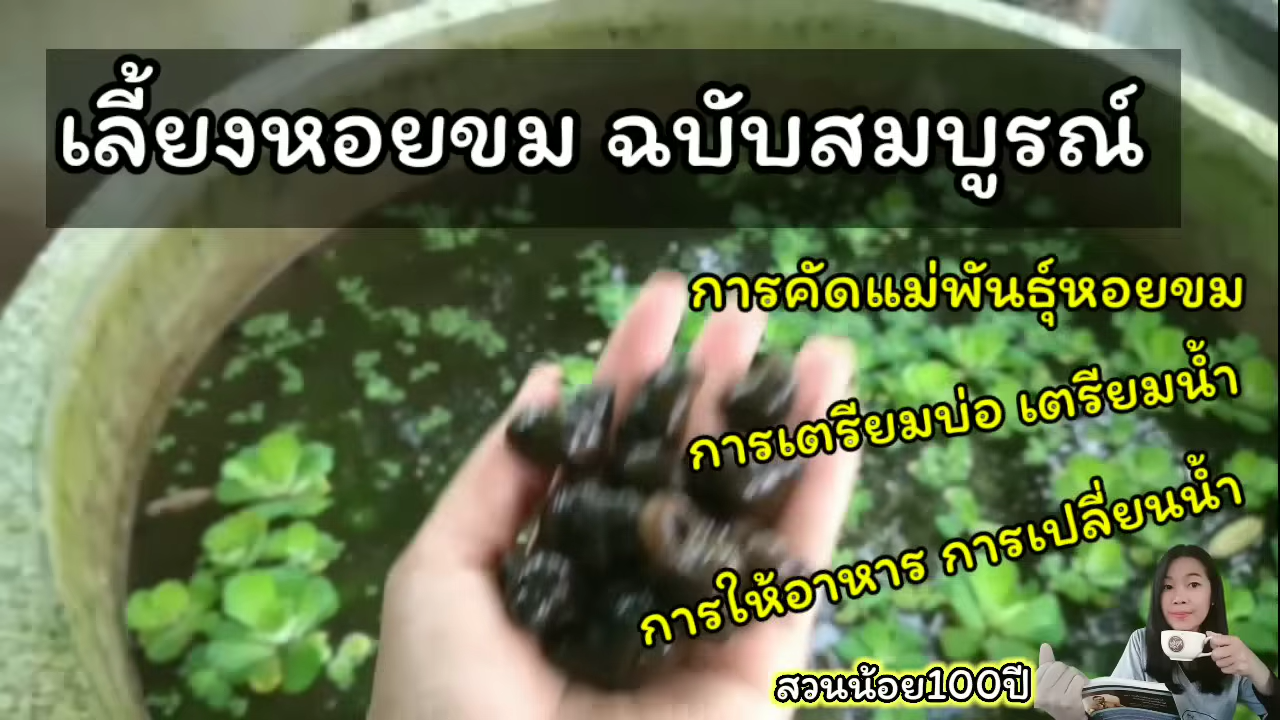 เลี้ยงหอยขม ฉบับสมบูรณ์
การคัดแม่พันธุ์หอยขม
การเตรียมบ่อ เตรียมน้ำ
การให้อาหาร การเปลี่ยนน้ำ
สวนน้อย100ปี